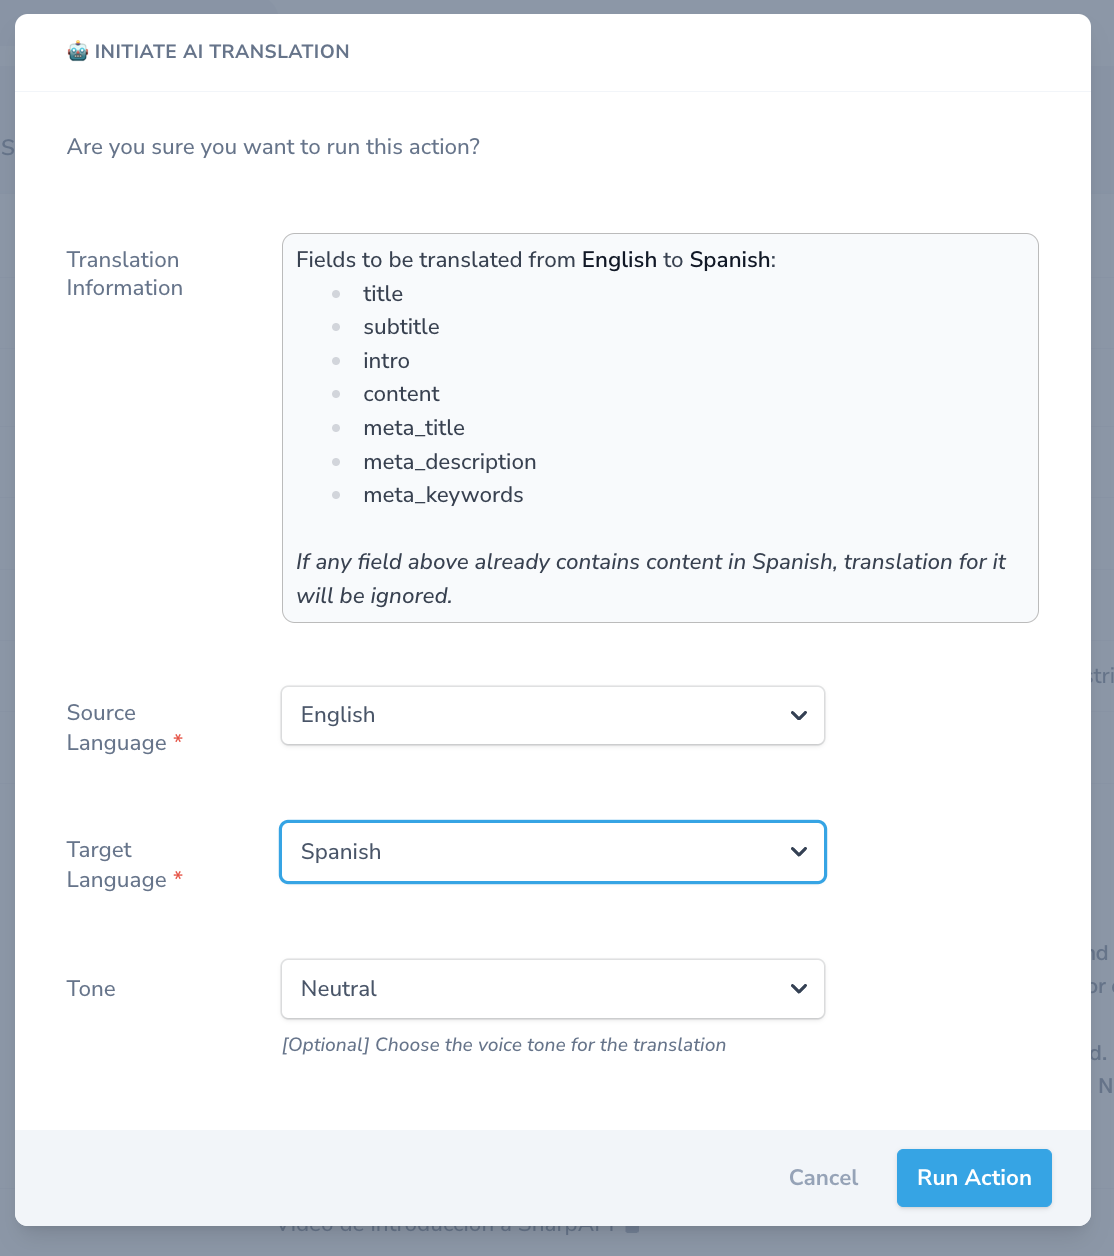 🤖 INITIATE AI TRANSLATION
Are you sure you want to run this action?
Translation
Information
Fields to be translated from English to Spanish:
title
subtitle
intro
content
meta_title
meta_description
meta_keywords
If any field above already contains content in Spanish, translation for it
will be ignored.
Source
Language *
English
Target
Language *
Spanish
Tone
Neutral
[Optional] Choose the voice tone for the translation
Cancel
Run Action